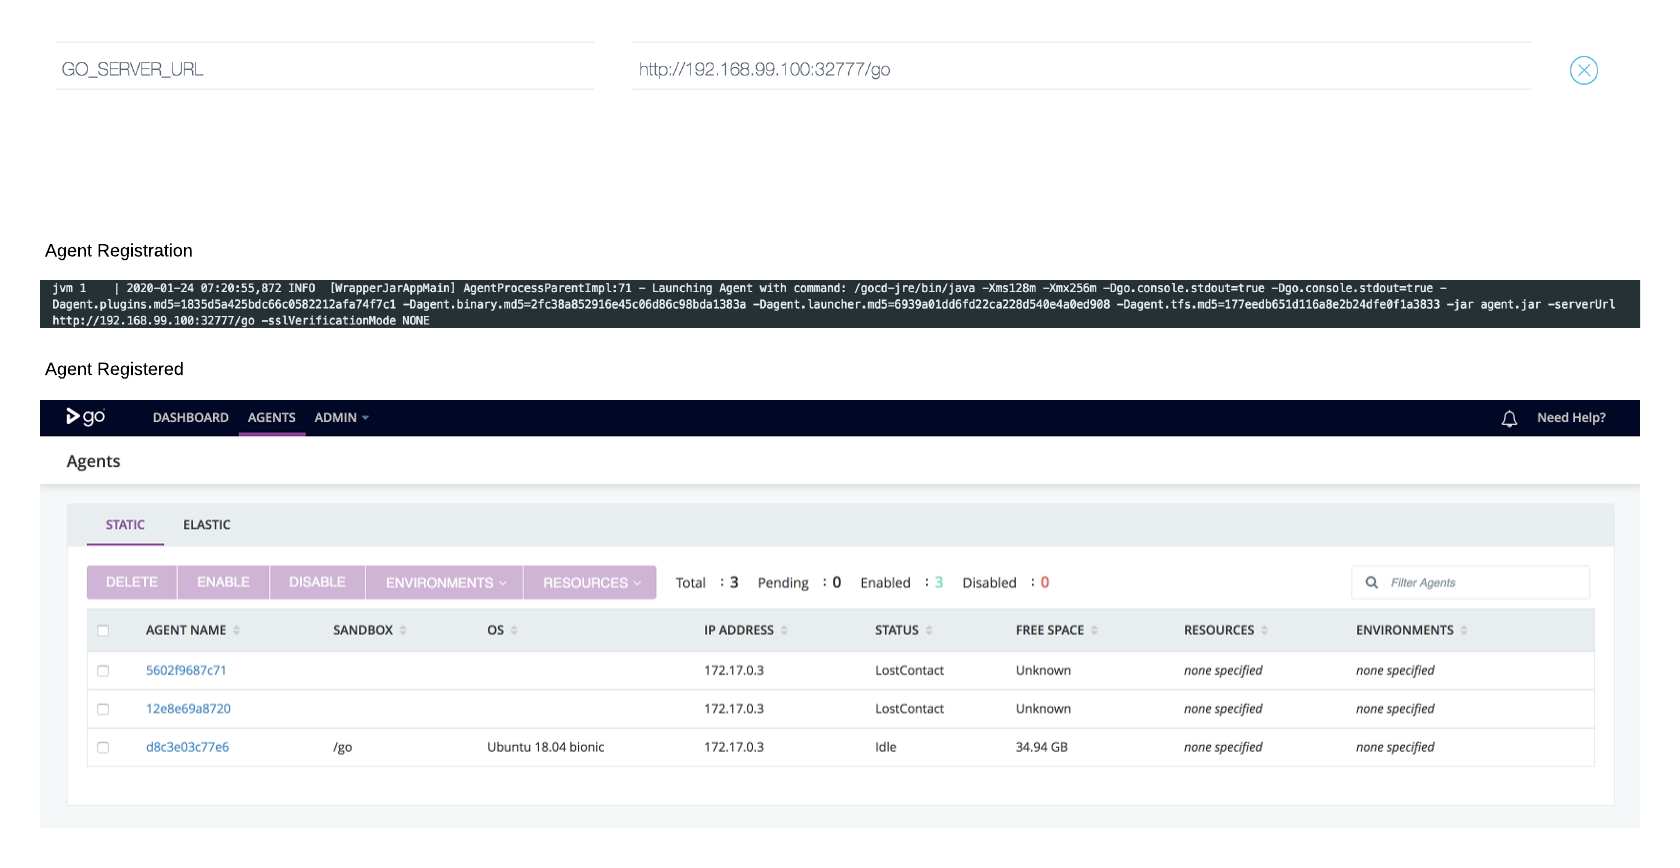 GO_SERVER_URL http://192.168.99.100:32777/go
Agent Registration
jvm 1    | 2020-01-24 07:20:55,872 INFO  [WrapperJarAppMain] AgentProcessParentImpl:71 - Launching Agent with command: /gocd-jre/bin/java -Xms128m -Xmx256m -Dgo.console.stdout=true -Dgo.console.stdout=true -
Dagent.plugins.md5=1835d5a425bdc66c0582212afa74f7c1 -Dagent.binary.md5=2fc38a852916e45c06d86c98bda1383a -Dagent.launcher.md5=6939a01dd6fd22ca228d540e4a0ed908 -Dagent.tfs.md5=177eedb651d116a8e2b24dfe0f1a3833 -jar agent.jar -serverUrl
http://192.168.99.100:32777/go -sslVerificationMode NONE
Agent Registered
go DASHBOARD AGENTS ADMIN Need Help?
Agents
STATIC ELASTIC
DELETE ENABLE DISABLE ENVIRONMENTS RESOURCES Total : 3 Pending : 0 Enabled : 3 Disabled : 0 Filter Agents
AGENT NAME SANDBOX OS IP ADDRESS STATUS FREE SPACE RESOURCES ENVIRONMENTS
5602f9687c71 172.17.0.3 LostContact Unknown none specified none specified
12e8e69a8720 172.17.0.3 LostContact Unknown none specified none specified
d8c3e03c77e6 /go Ubuntu 18.04 bionic 172.17.0.3 Idle 34.94 GB none specified none specified